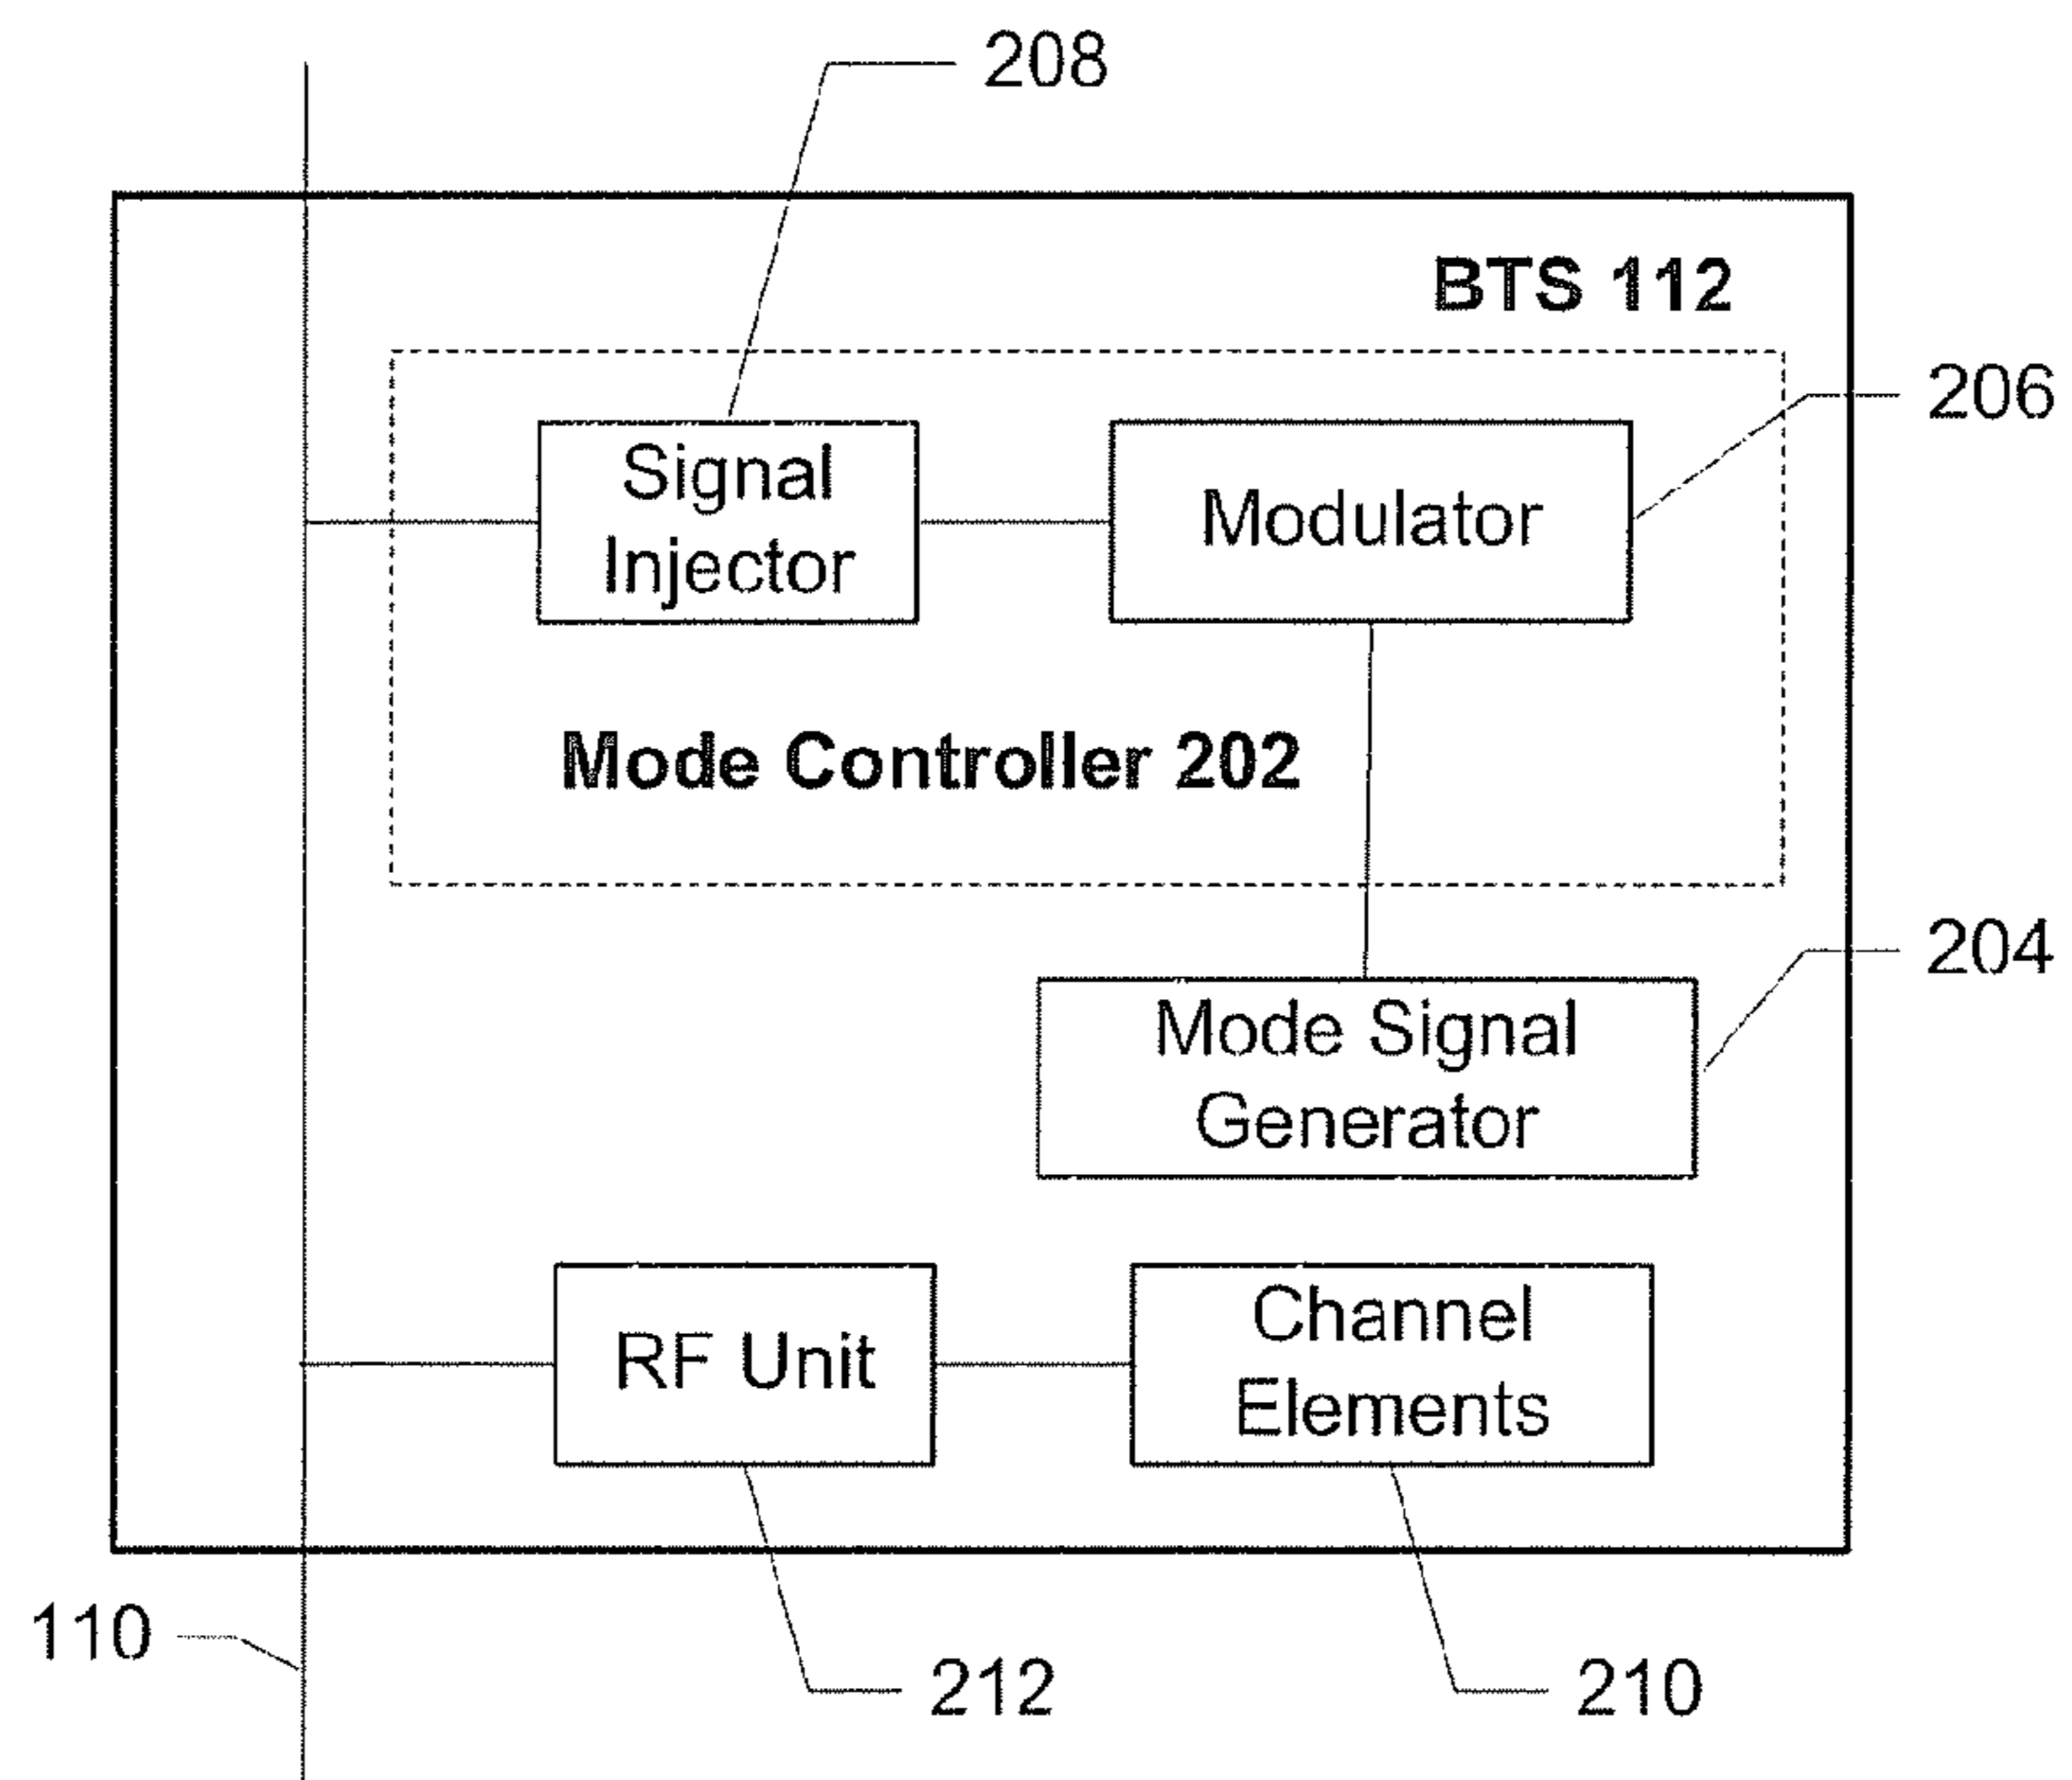 208
BTS 112
206
Signal
Injector
Modulator
Mode Controller 202
204
Mode Signal
Generator
RF Unit
Channel
Elements
110
212
210